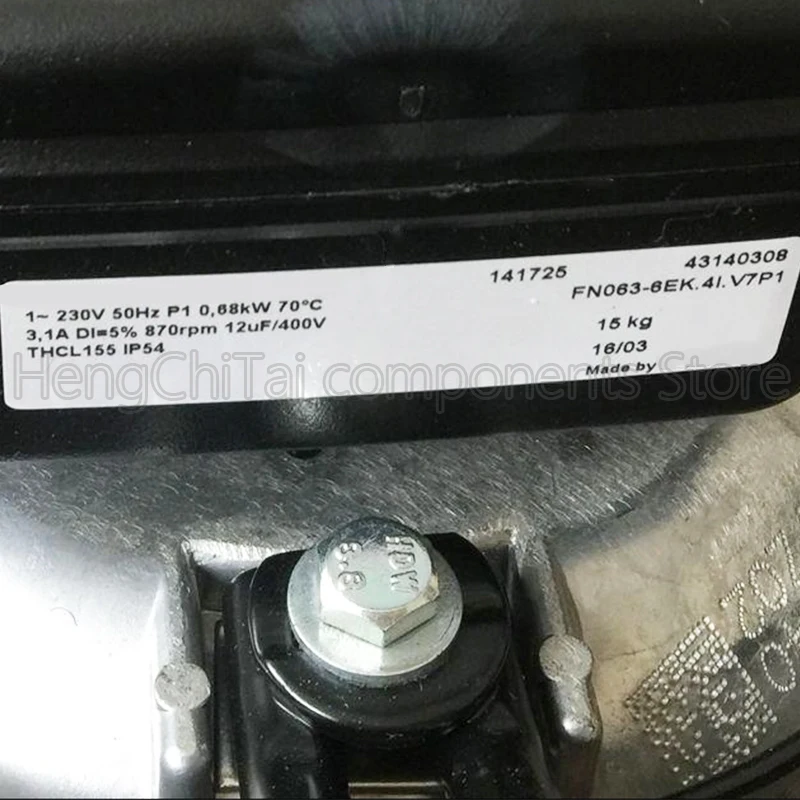 141725
43140308
1~ 230V 50Hz P1 0,68kW 70°C
FN063-6EK.4I.V7P1
3,1A DI=5% 870rpm 12uF/400V
15 kg
THCL155 IP54
16/03
Made by
HengChiTai components Store
8.8